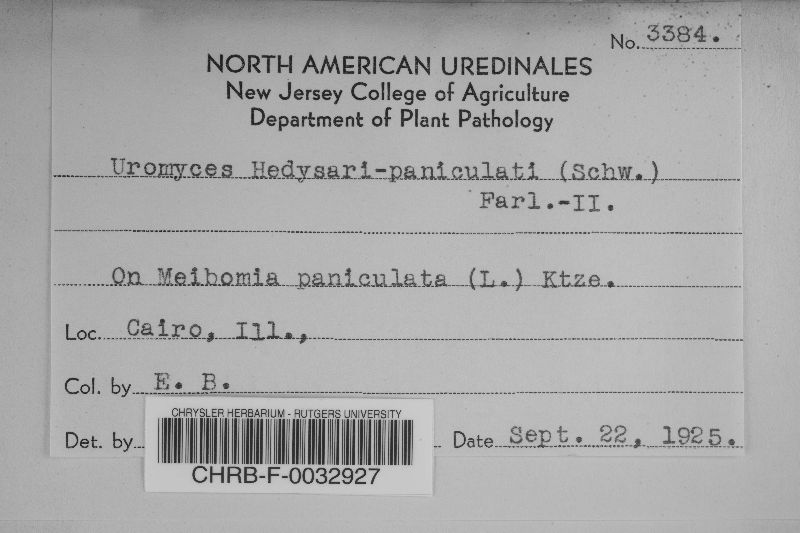 No. 3384.
NORTH AMERICAN UREDINALES
New Jersey College of Agriculture
Department of Plant Pathology
Uromyces Hedysari-paniculati (Schw.)
Farl.-II.
On Meibomia paniculata (L.) Ktze.
Loc. Cairo, Ill.,
Col. by E. B.
Det. by Date Sept. 22, 1925.
CHRYSLER HERBARIUM - RUTGERS UNIVERSITY
CHRB-F-0032927